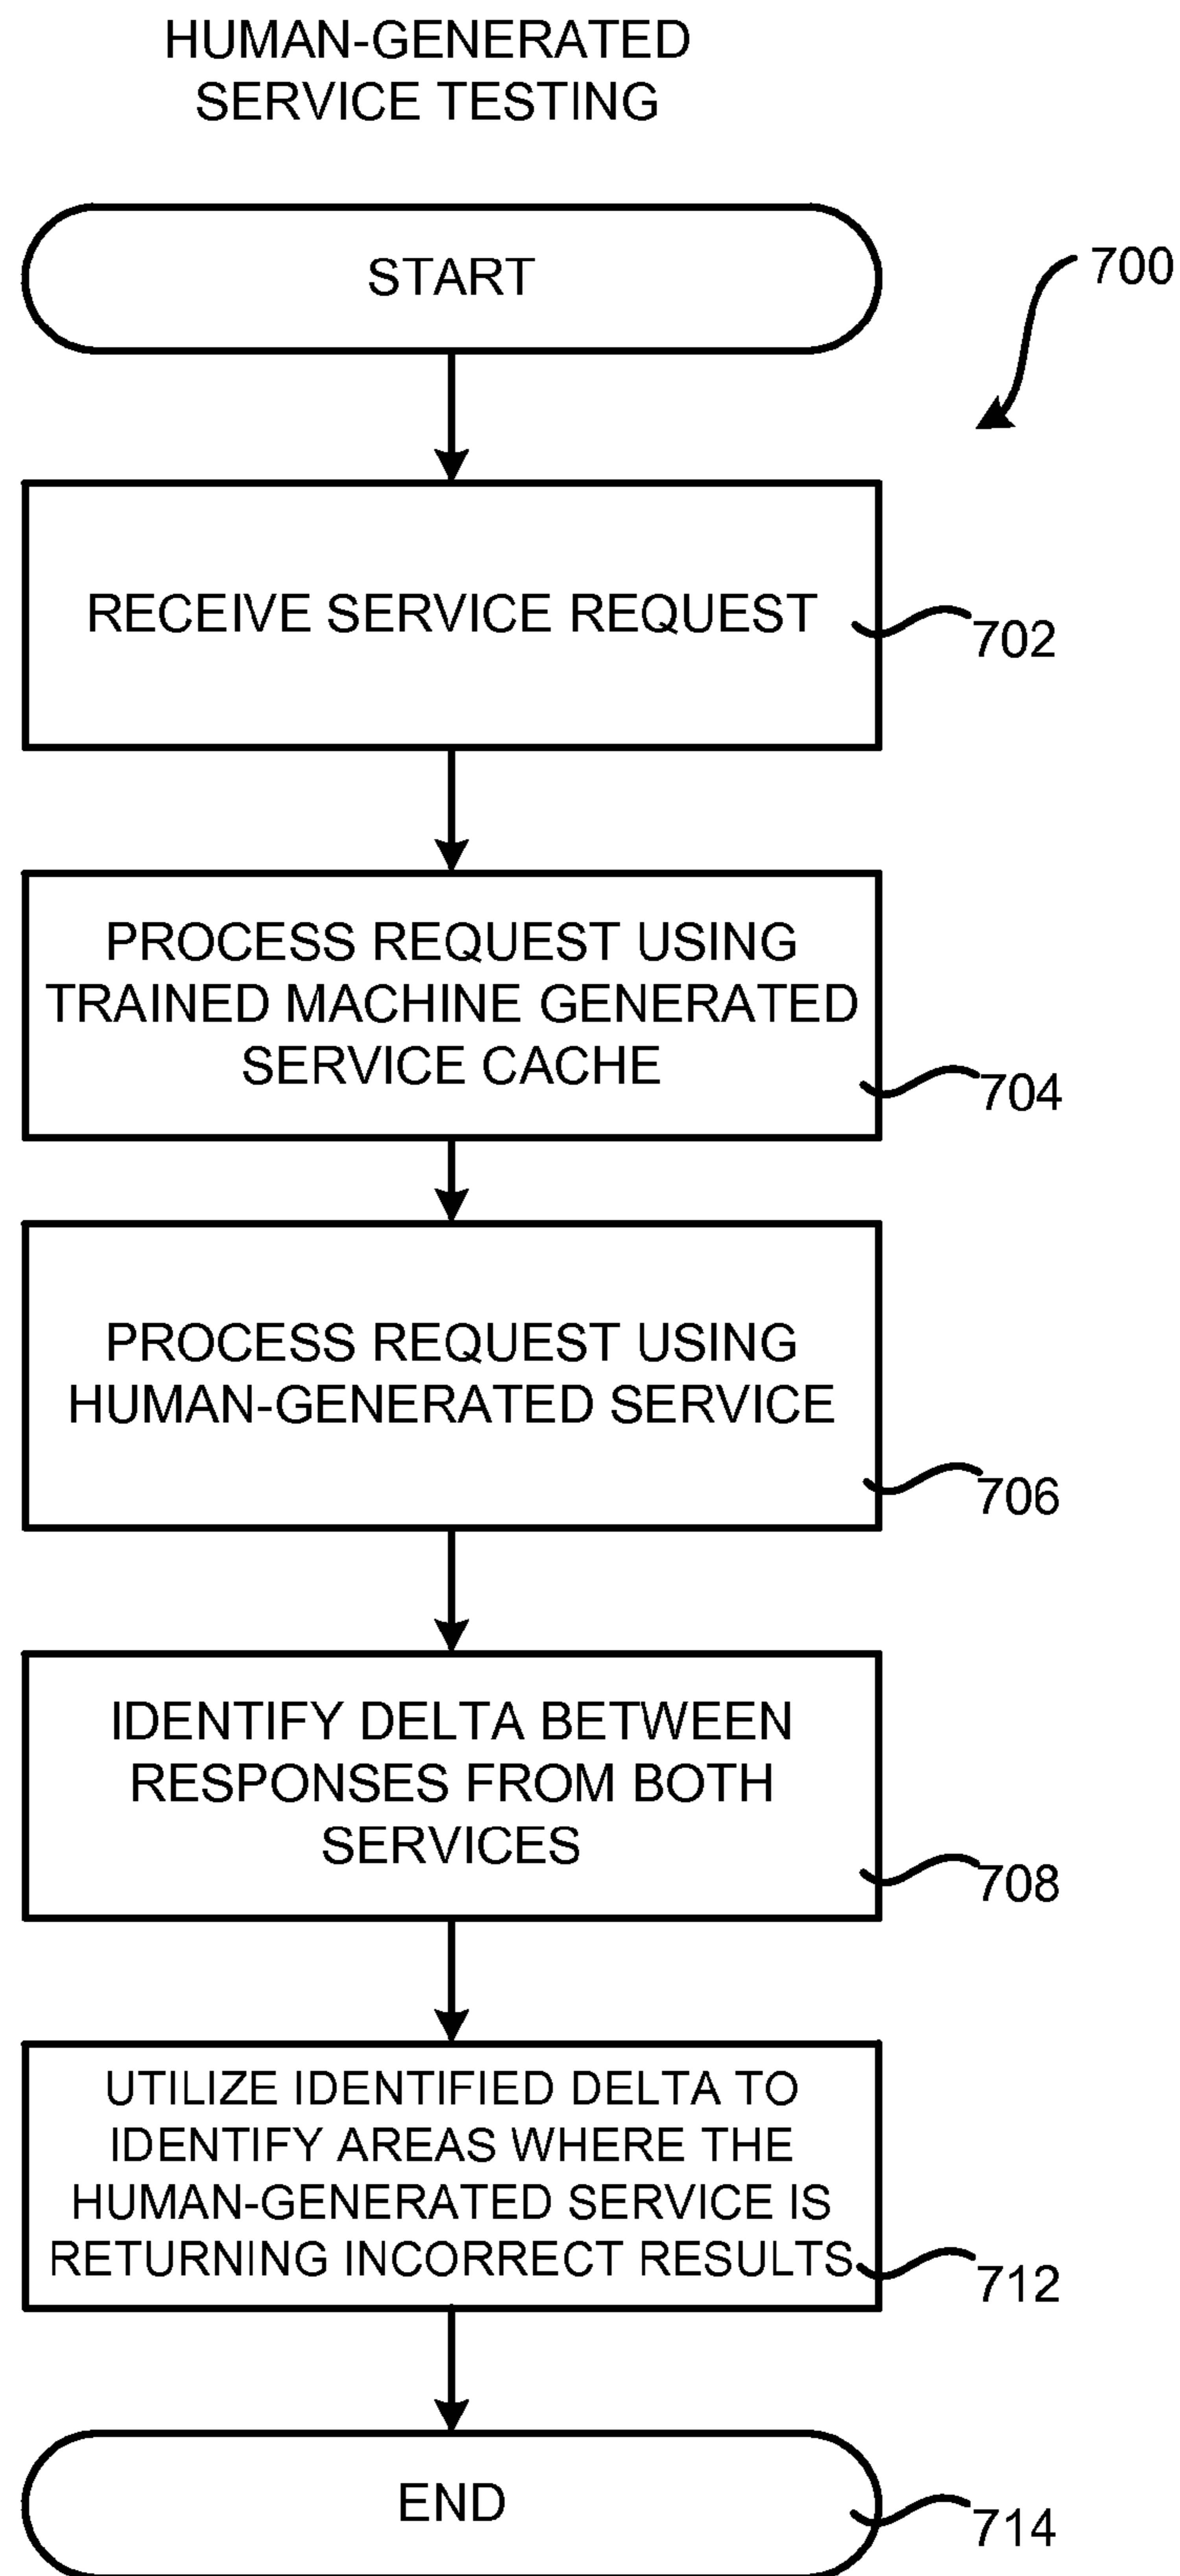 HUMAN-GENERATED
SERVICE TESTING
START
700
RECEIVE SERVICE REQUEST
702
PROCESS REQUEST USING
TRAINED MACHINE GENERATED
SERVICE CACHE
704
PROCESS REQUEST USING
HUMAN-GENERATED SERVICE
706
IDENTIFY DELTA BETWEEN
RESPONSES FROM BOTH
SERVICES
708
UTILIZE IDENTIFIED DELTA TO
IDENTIFY AREAS WHERE THE
HUMAN-GENERATED SERVICE IS
RETURNING INCORRECT RESULTS
712
END
714